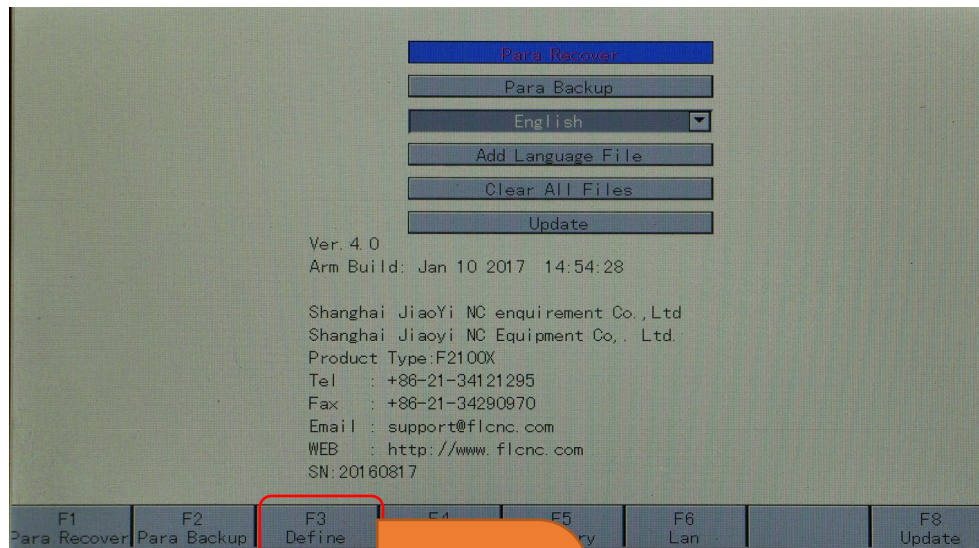 Para Recover
Para Backup
English
Add Language File
Clear All Files
Update
Ver. 4.0
Arm Build: Jan 10 2017 14:54:28
Shanghai JiaoYi NC enquirement Co.,Ltd
Shanghai Jiaoyi NC Equipment Co,. Ltd.
Product Type:F2100X
Tel : +86-21-34121295
Fax : +86-21-34290970
Email : support@flcnc.com
WEB : http://www.flcnc.com
SN:20160817
F1 F2 F3 F4 F5 F6 F8
Para Recover Para Backup Define Lan Update